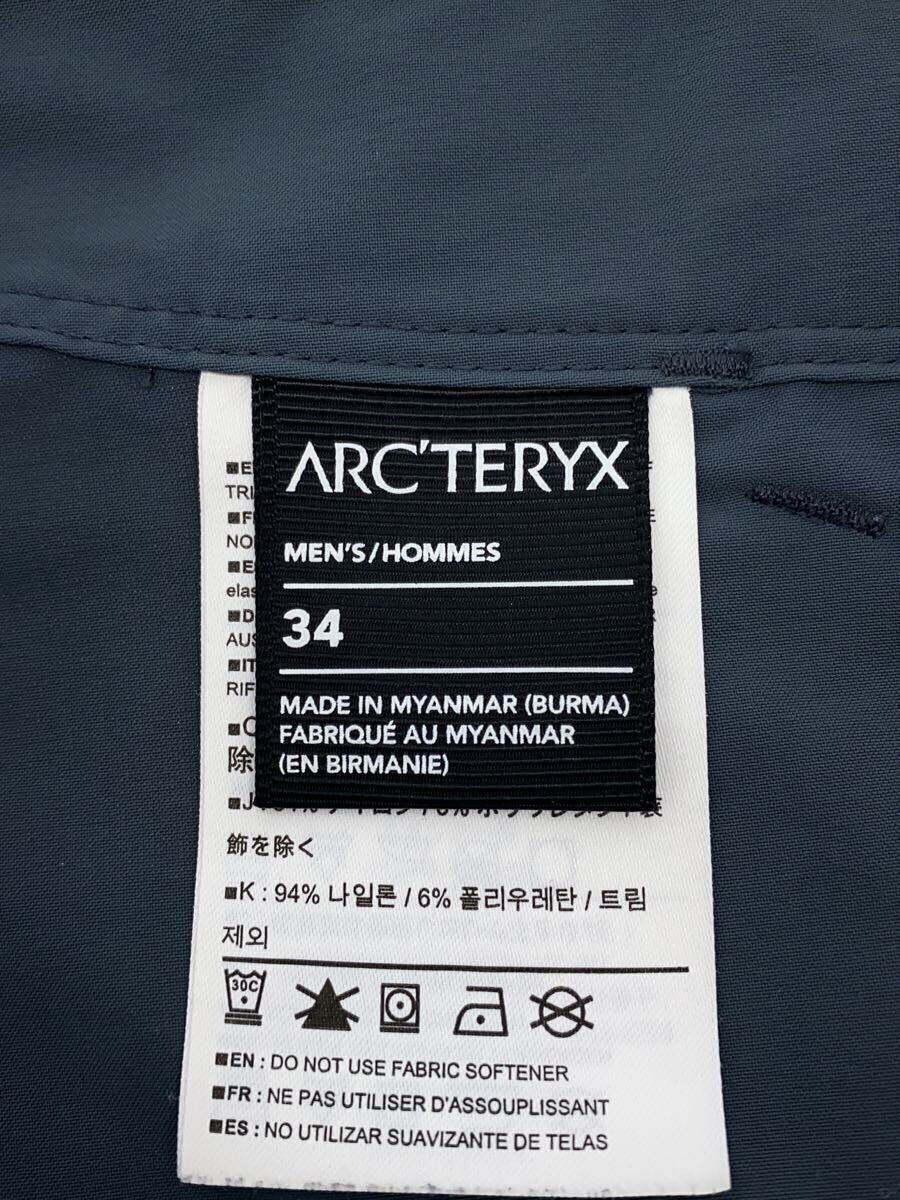 ARC'TERYX
MEN'S/HOMMES
34
MADE IN MYANMAR (BURMA)
FABRIQUÉ AU MYANMAR
(EN BIRMANIE)
飾を除く
■K : 94% 나일론 / 6% 폴리우레탄 / 트림
제외
30C
■EN : DO NOT USE FABRIC SOFTENER
■FR : NE PAS UTILISER D'ASSOUPLISSANT
■ES : NO UTILIZAR SUAVIZANTE DE TELAS